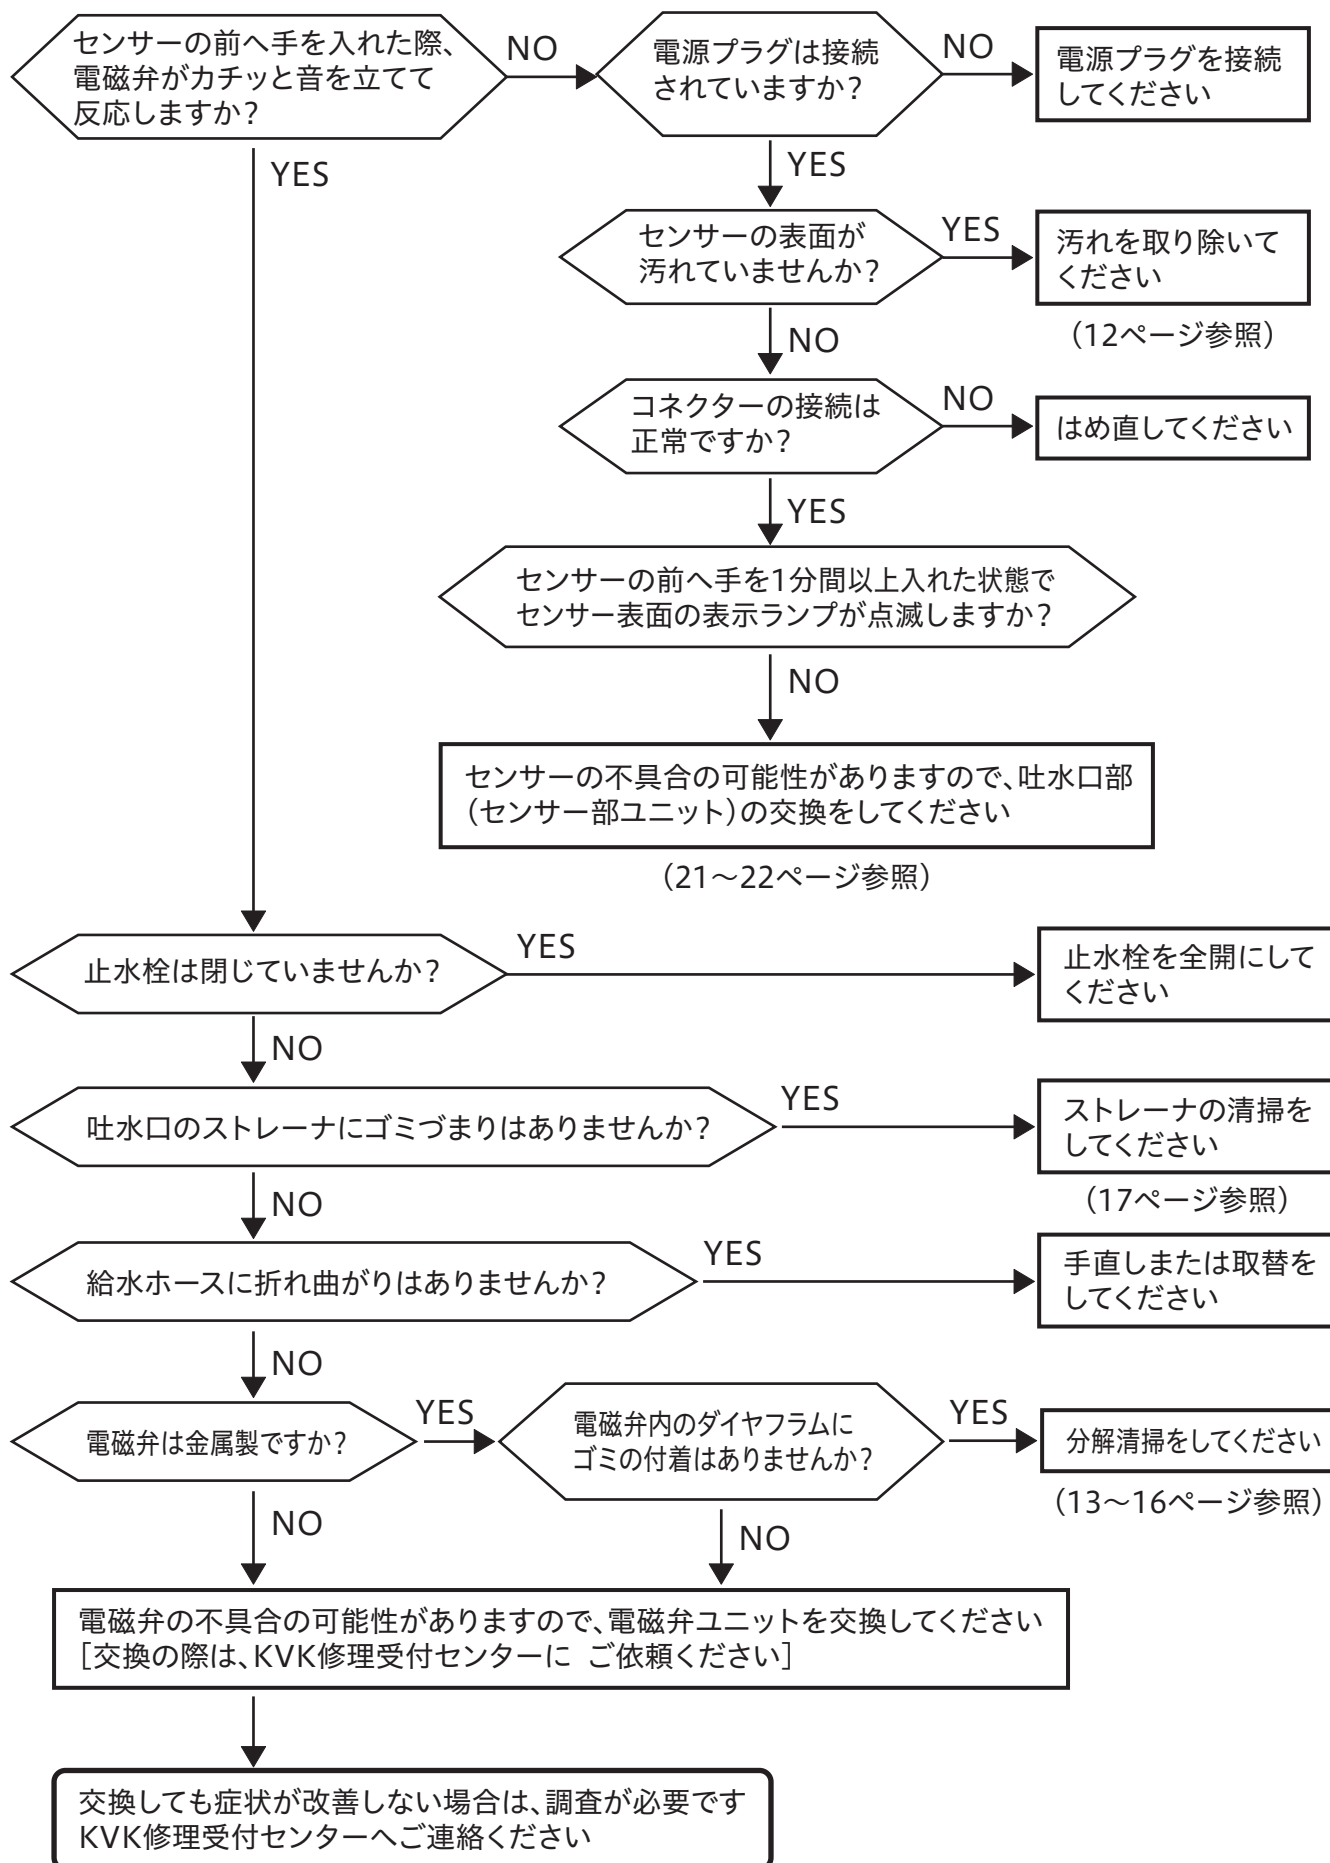 センサーの前へ手を入れた際、
電磁弁がカチッと音を立てて
反応しますか？
NO
電源プラグは接続
されていますか？
NO
電源プラグを接続
してください
YES
YES
センサーの表面が
汚れていませんか？
YES
汚れを取り除いて
ください
（12ページ参照）
NO
コネクターの接続は
正常ですか？
NO
はめ直してください
YES
センサーの前へ手を1分間以上入れた状態で
センサー表面の表示ランプが点滅しますか？
NO
センサーの不具合の可能性がありますので、吐水口部
（センサー部ユニット）の交換をしてください
（21～22ページ参照）
止水栓は閉じていませんか？
YES
止水栓を全開にして
ください
NO
吐水口のストレーナにゴミづまりはありませんか？
YES
ストレーナの清掃を
してください
（17ページ参照）
NO
給水ホースに折れ曲がりはありませんか？
YES
手直しまたは取替を
してください
NO
電磁弁は金属製ですか？
YES
電磁弁内のダイヤフラムに
ゴミの付着はありませんか？
YES
分解清掃をしてください
（13～16ページ参照）
NO
NO
電磁弁の不具合の可能性がありますので、電磁弁ユニットを交換してください
［交換の際は、KVK修理受付センターに ご依頼ください］
交換しても症状が改善しない場合は、調査が必要です
KVK修理受付センターへご連絡ください